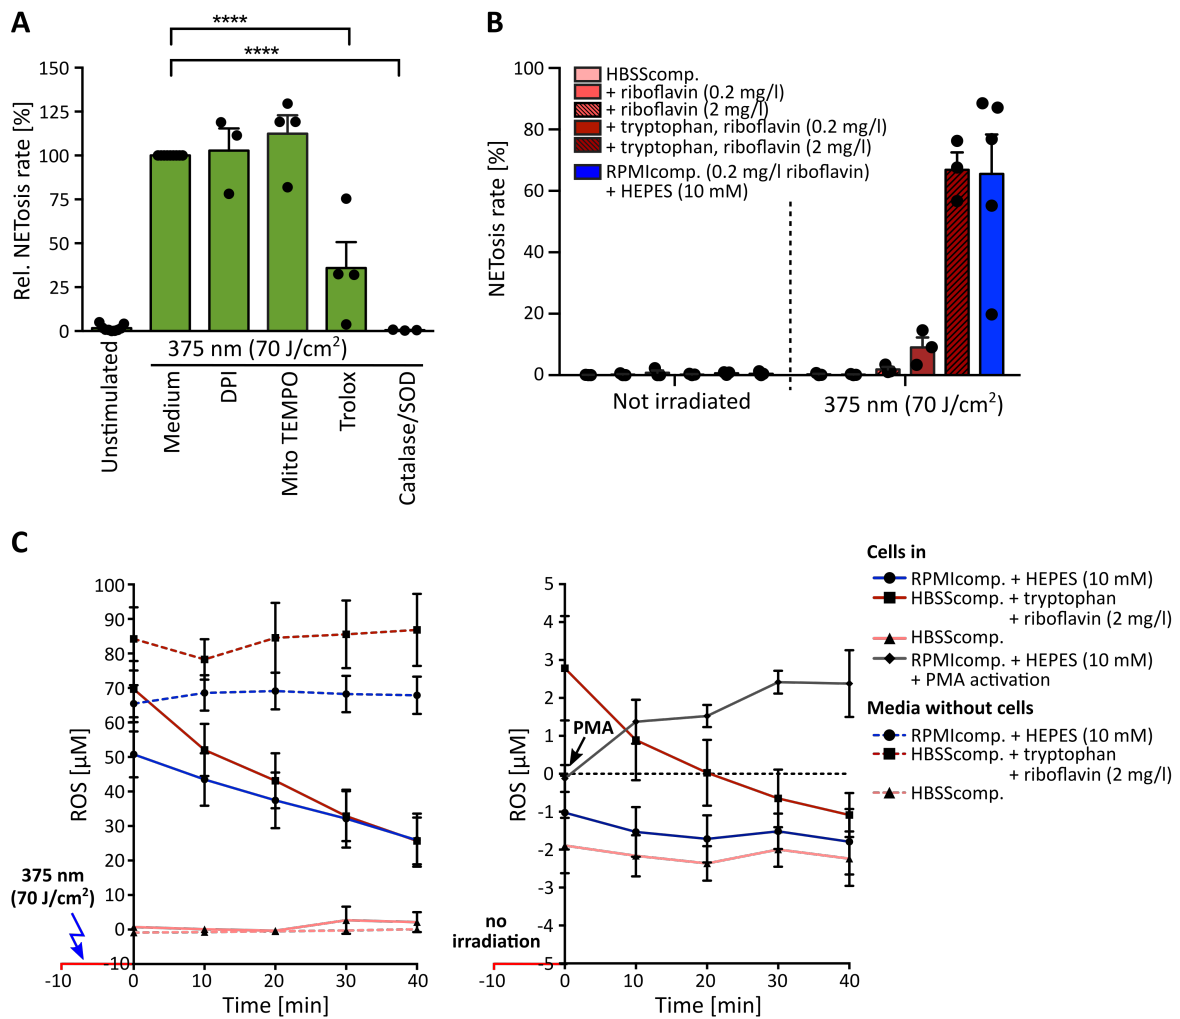 A
****
****
150
125
100
75
50
25
0
Rel. NETosis rate [%]
375 nm (70 J/cm²)
Unstimulated
Medium
DPI
Mito TEMPO
Trolox
Catalase/SOD
B
100
80
60
40
20
0
NETosis rate [%]
HBSScomp.
+ riboflavin (0.2 mg/l)
+ riboflavin (2 mg/l)
+ tryptophan, riboflavin (0.2 mg/l)
+ tryptophan, riboflavin (2 mg/l)
RPMIcomp. (0.2 mg/l riboflavin)
+ HEPES (10 mM)
Not irradiated
375 nm (70 J/cm²)
C
100
90
80
70
60
50
40
30
20
10
0
-10
ROS [µM]
375 nm
(70 J/cm²)
-10 0 10 20 30 40
Time [min]
5
4
3
2
1
0
-1
-2
-3
-4
-5
ROS [µM]
PMA
no
irradiation
-10 0 10 20 30 40
Time [min]
Cells in
RPMIcomp. + HEPES (10 mM)
HBSScomp. + tryptophan
+ riboflavin (2 mg/l)
HBSScomp.
RPMIcomp. + HEPES (10 mM)
+ PMA activation
Media without cells
RPMIcomp. + HEPES (10 mM)
HBSScomp. + tryptophan
+ riboflavin (2 mg/l)
HBSScomp.